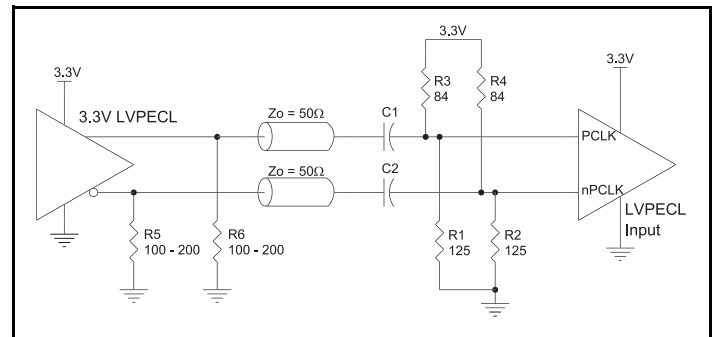 3.3V
3.3V
3.3V
R3
84
R4
84
3.3V LVPECL
Zo = 50Ω
C1
PCLK
Zo = 50Ω
C2
nPCLK
LVPECL
Input
R5
100 - 200
R6
100 - 200
R1
125
R2
125